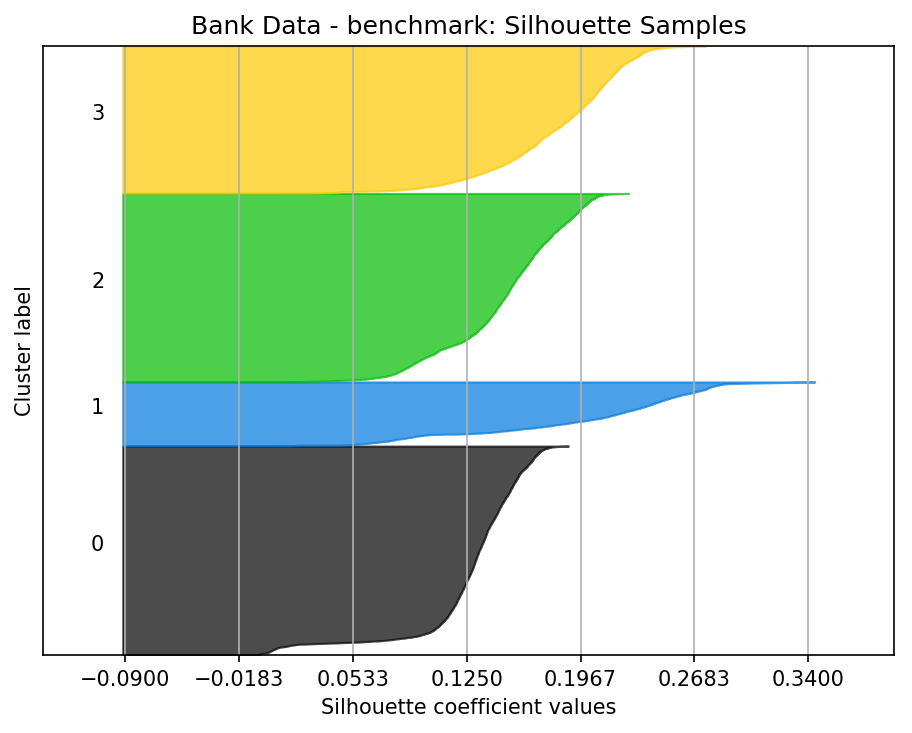 Bank Data - benchmark: Silhouette Samples
3
2
1
0
Cluster label
−0.0900 −0.0183 0.0533 0.1250 0.1967 0.2683 0.3400
Silhouette coefficient values